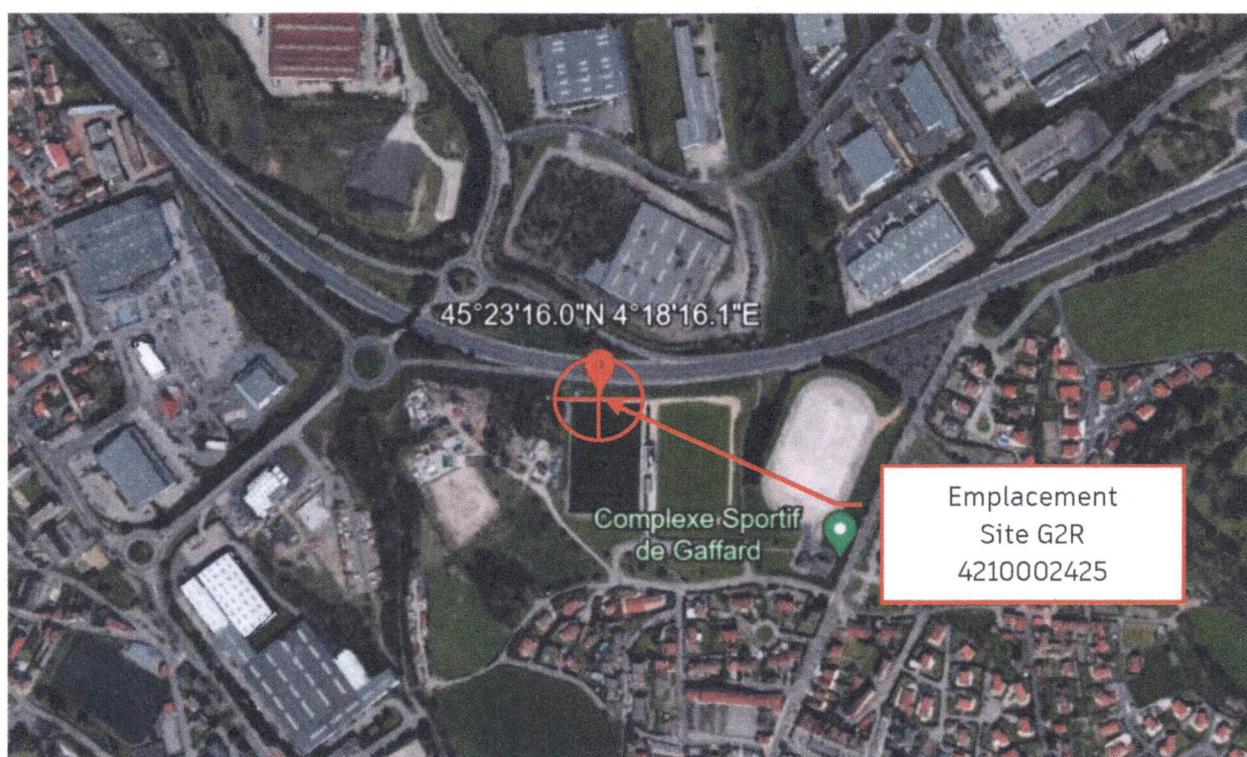 45°23'16.0"N 4°18'16.1"E
Complexe Sportif
de Gaffard
Emplacement
Site G2R
4210002425